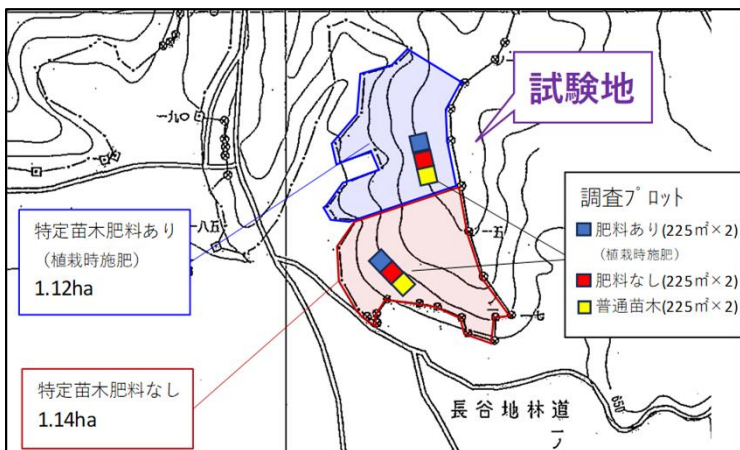 試験地
一九〇
一八五
一五
一七
特定苗木肥料あり
（植栽時施肥）
1.12ha
調査プロット
肥料あり(225㎡×2)
（植栽時施肥）
肥料なし(225㎡×2)
普通苗木(225㎡×2)
特定苗木肥料なし
1.14ha
長谷地林道
650